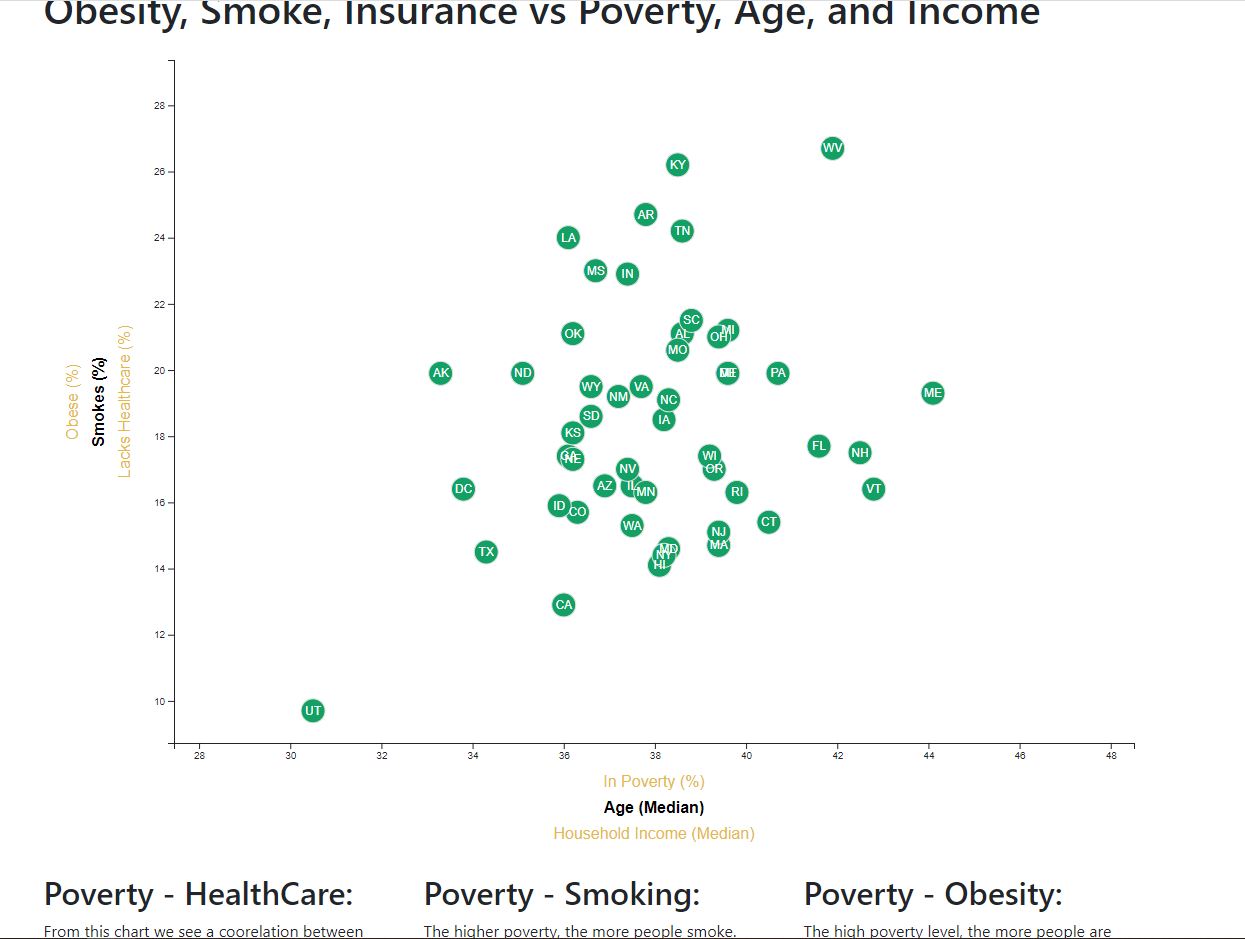 Obesity, Smoke, Insurance vs Poverty, Age, and Income
28
26
24
22
20
18
16
14
12
10
Obese (%)
Smokes (%)
Lacks Healthcare (%)
WV
KY
AR
TN
LA
MS
IN
SC
MI
OK
AL
OH
MO
AK
ND
PA
WY
VA
ME
NM
NC
SD
IA
KS
FL
NH
WI
GA
NE
OR
NV
DC
AZ
IL
MN
RI
VT
ID
CO
CT
WA
NJ
MA
TX
MD
NY
HI
CA
UT
28
30
32
34
36
38
40
42
44
46
48
In Poverty (%)
Age (Median)
Household Income (Median)
Poverty - HealthCare:
Poverty - Smoking:
Poverty - Obesity:
From this chart we see a coorelation between
The higher poverty, the more people smoke.
The high poverty level, the more people are